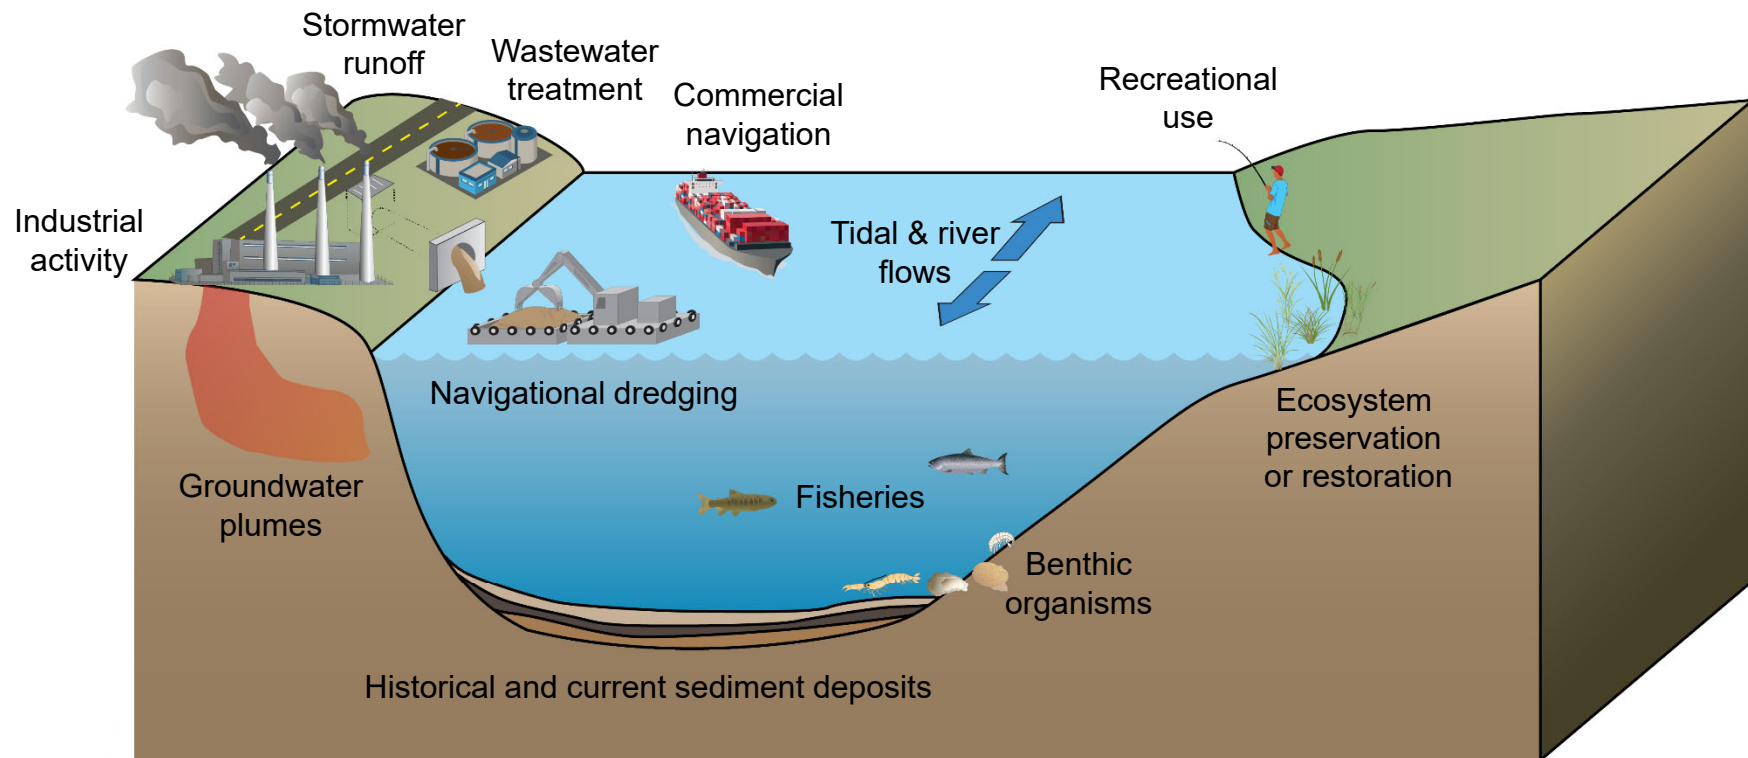 Stormwater
runoff
Wastewater
treatment
Commercial
navigation
Recreational
use
Industrial
activity
Tidal & river
flows
Navigational dredging
Ecosystem
preservation
or restoration
Groundwater
plumes
Fisheries
Benthic
organisms
Historical and current sediment deposits